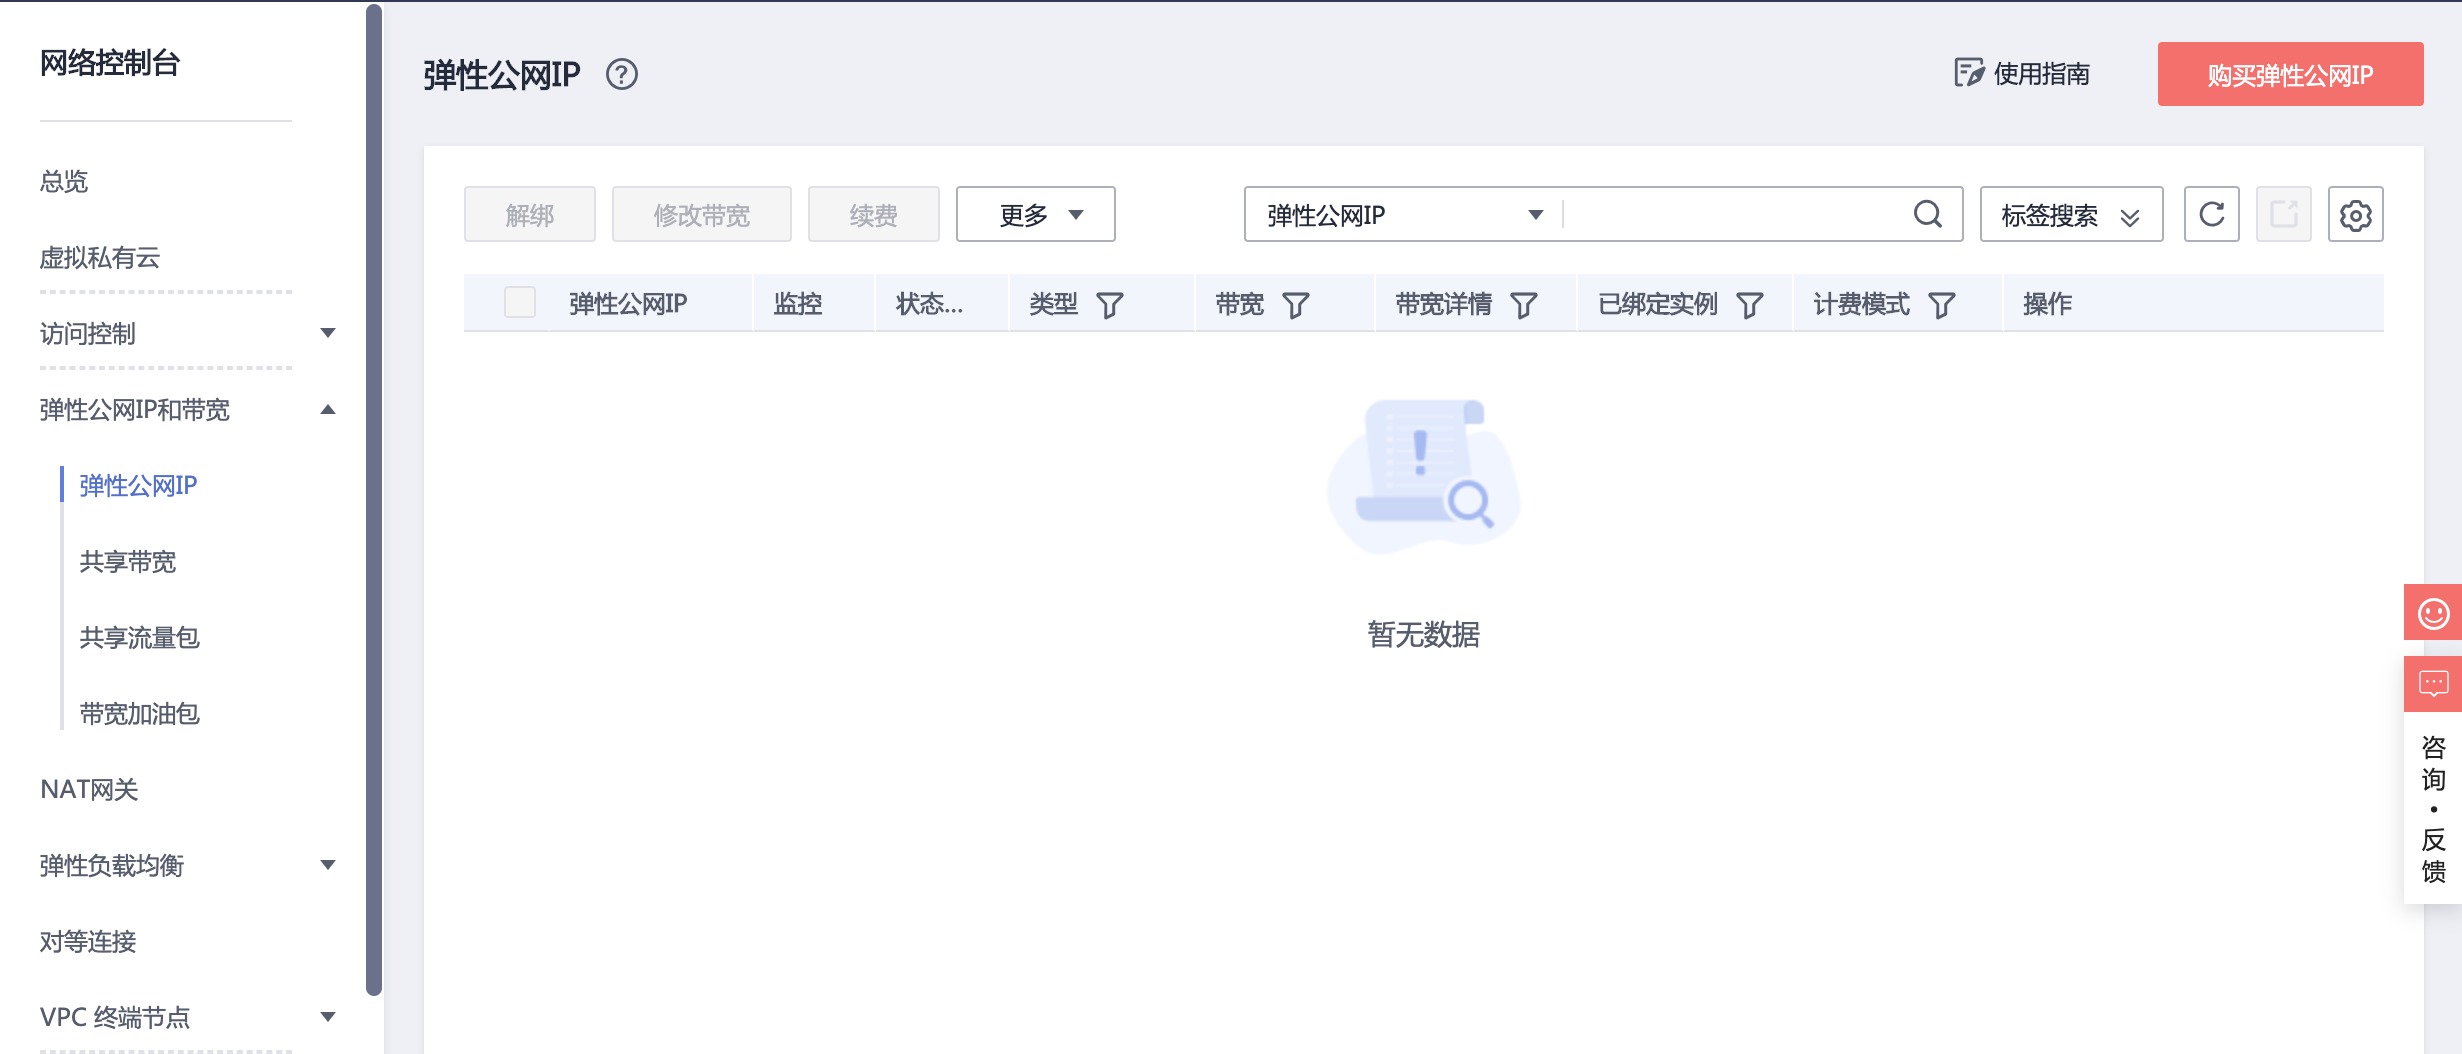 网络控制台
总览
虚拟私有云
访问控制
弹性公网IP和带宽
弹性公网IP
共享带宽
共享流量包
带宽加油包
NAT网关
弹性负载均衡
对等连接
VPC 终端节点
弹性公网IP
使用指南
购买弹性公网IP
解绑 修改带宽 续费 更多 弹性公网IP 标签搜索
弹性公网IP 监控 状态... 类型 带宽 带宽详情 已绑定实例 计费模式 操作
暂无数据
咨询·反馈